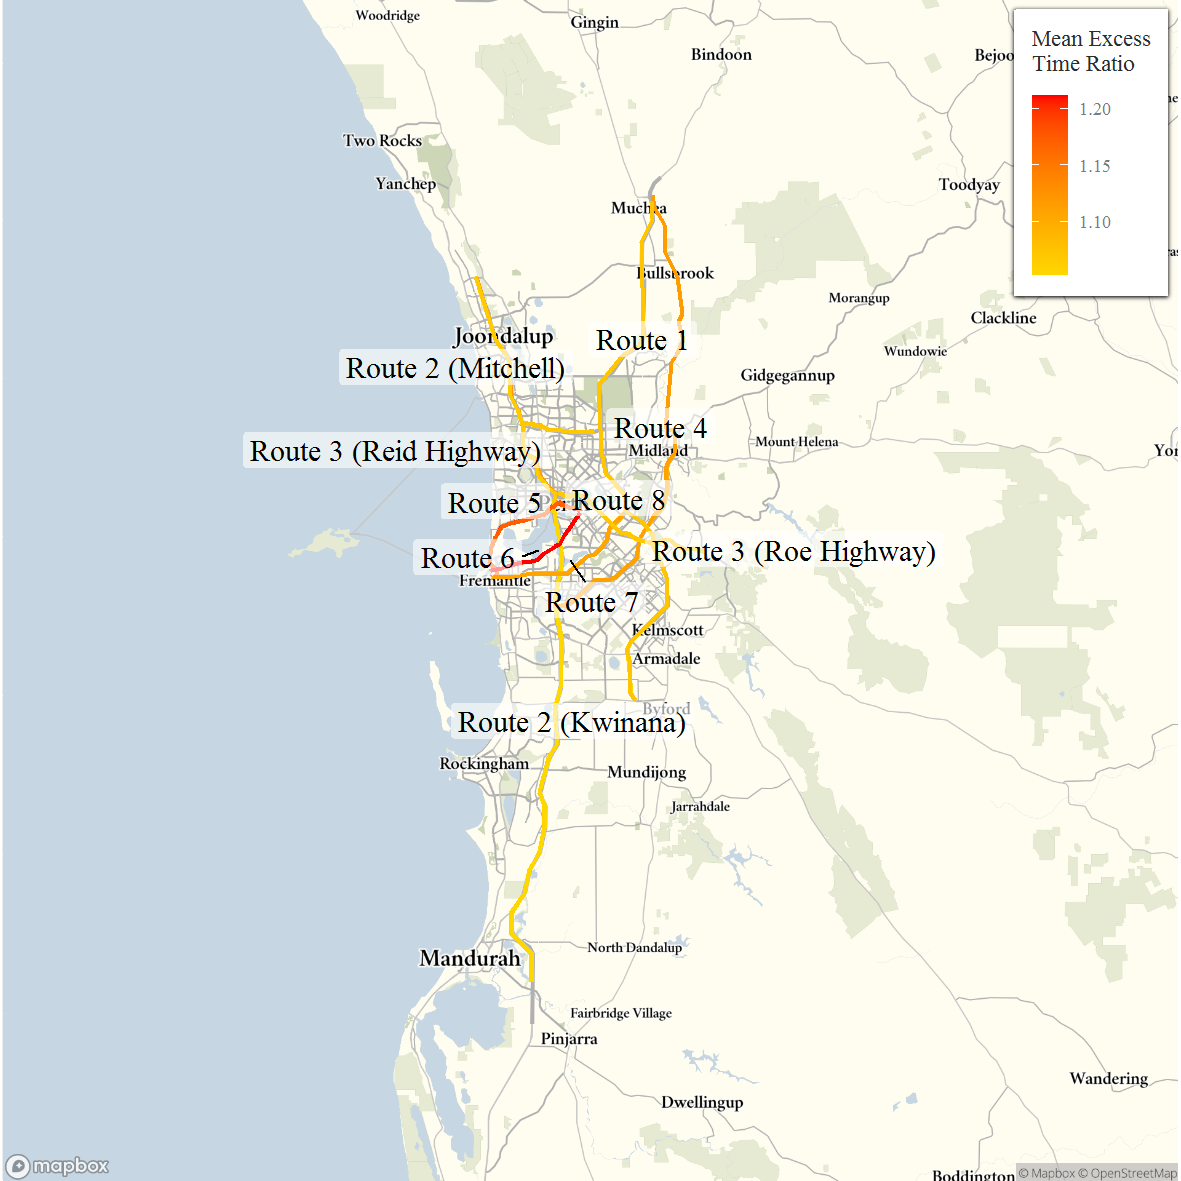 Woodridge
Gingin
Bindoon
Mean Excess
Time Ratio
1.20
1.15
1.10
Two Rocks
Yanchep
Toodyay
Muchea
Bullsbrook
Morangup
Clackline
Joondalup
Route 1
Wundowie
Route 2 (Mitchell)
Gidgegannup
Route 4
Mount Helena
Route 3 (Reid Highway)
Midland
Route 5
Route 8
Route 6
Route 3 (Roe Highway)
Fremantle
Route 7
Kelmscott
Armadale
Byford
Route 2 (Kwinana)
Rockingham
Mundijong
Jarrahdale
North Dandalup
Mandurah
Fairbridge Village
Pinjarra
Wandering
Dwellingup
mapbox
Boddington
© Mapbox © OpenStreetMap